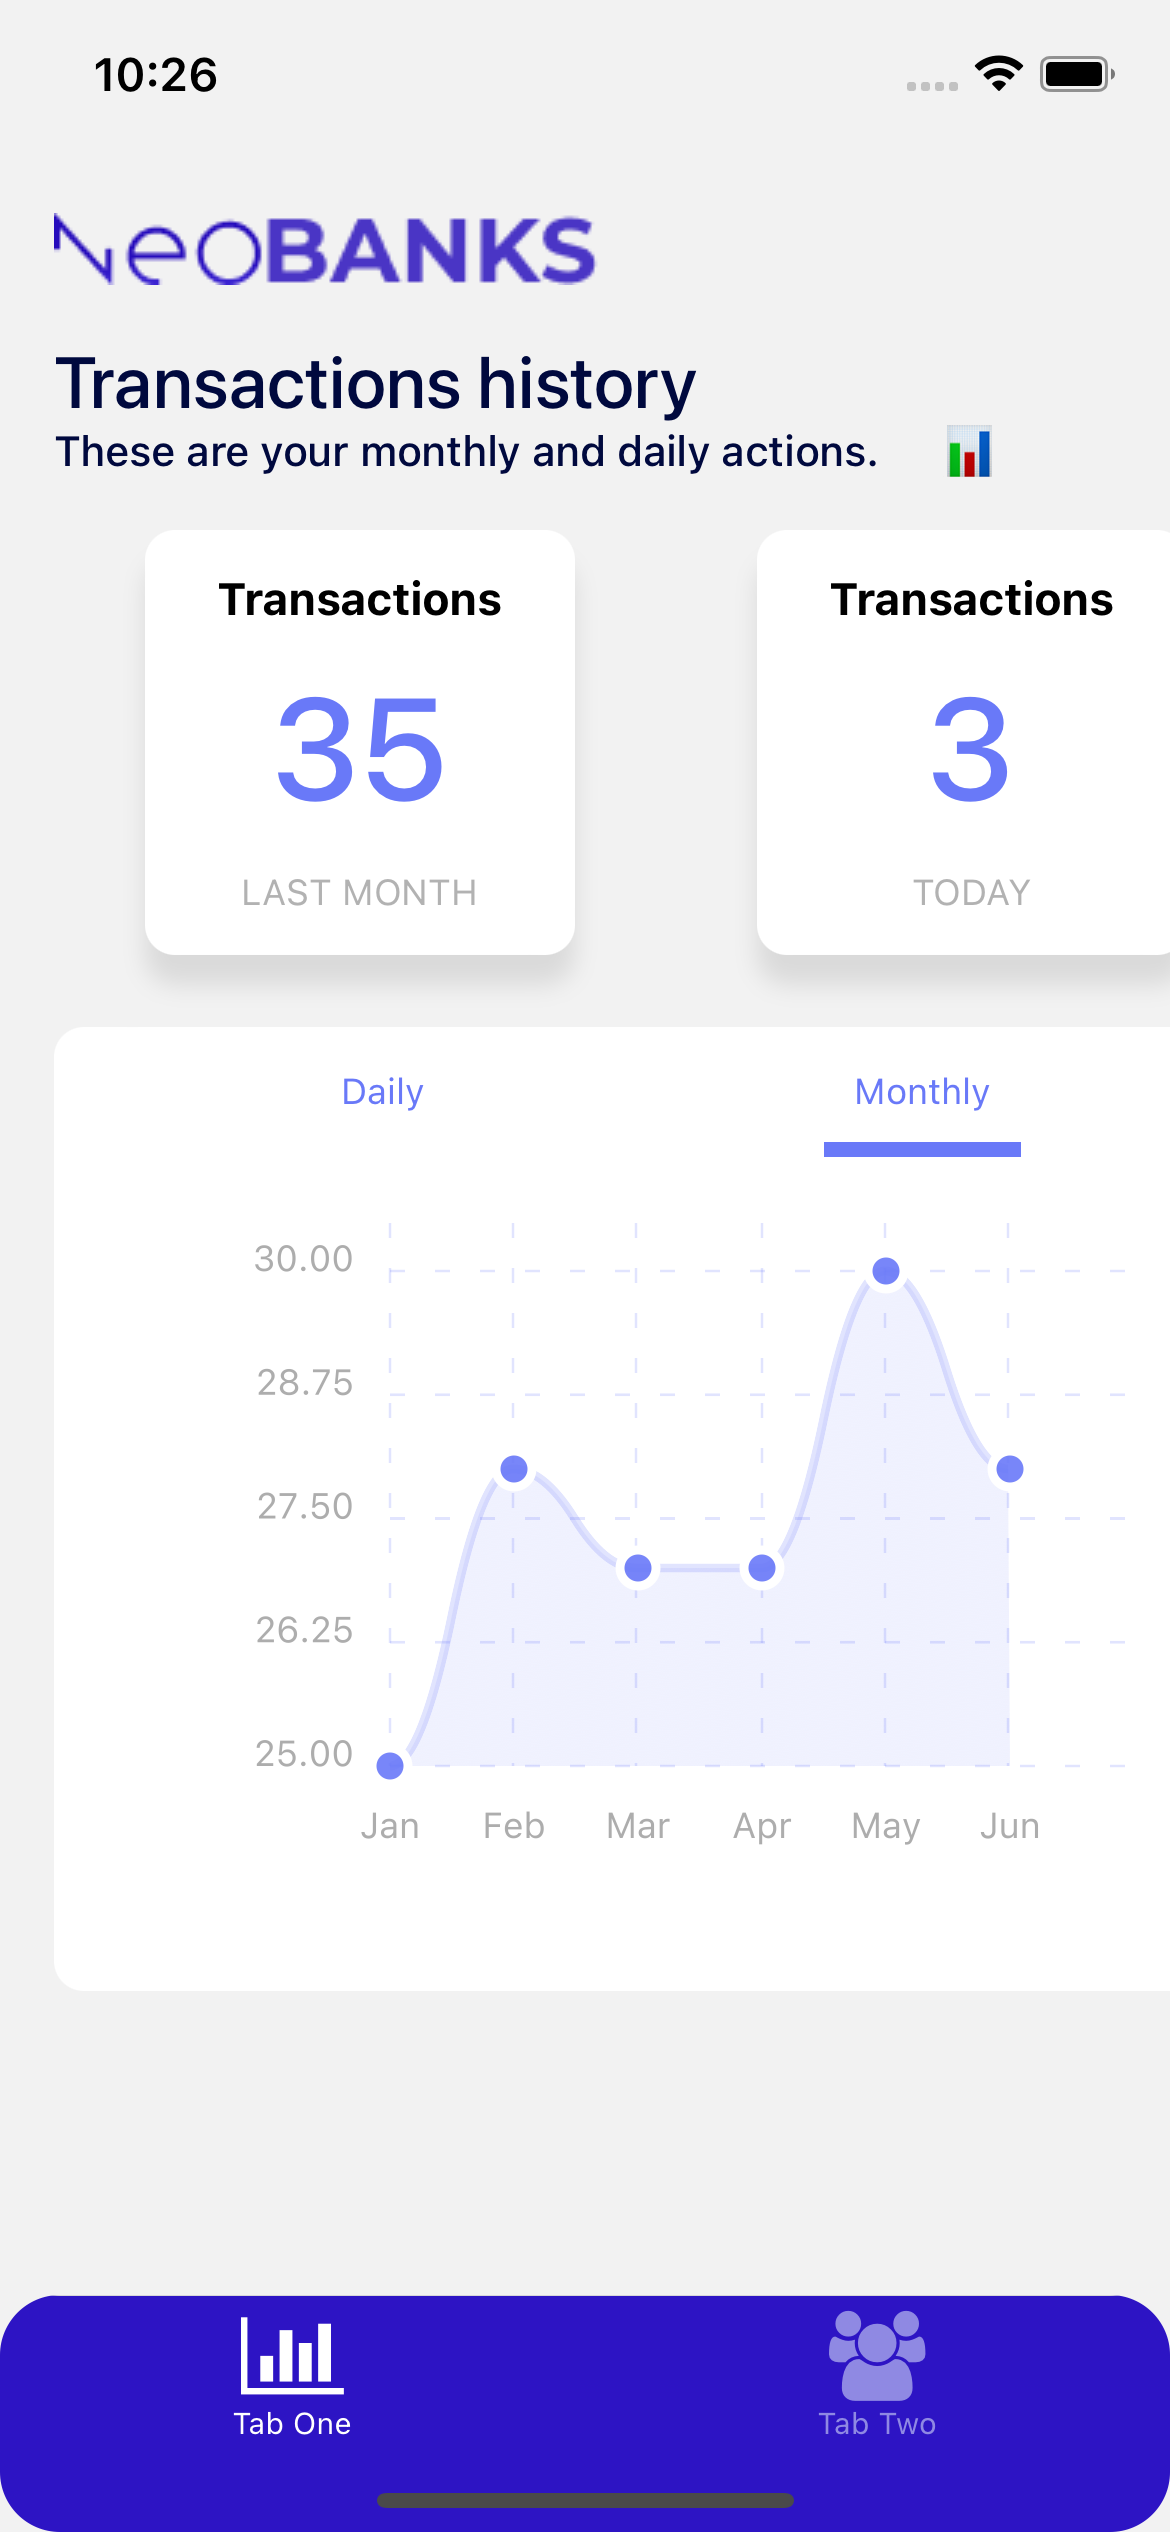 10:26
NeoBANKS
Transactions history
These are your monthly and daily actions.
Transactions
35
LAST MONTH
Transactions
3
TODAY
Daily
Monthly
30.00
28.75
27.50
26.25
25.00
Jan Feb Mar Apr May Jun
Tab One
Tab Two